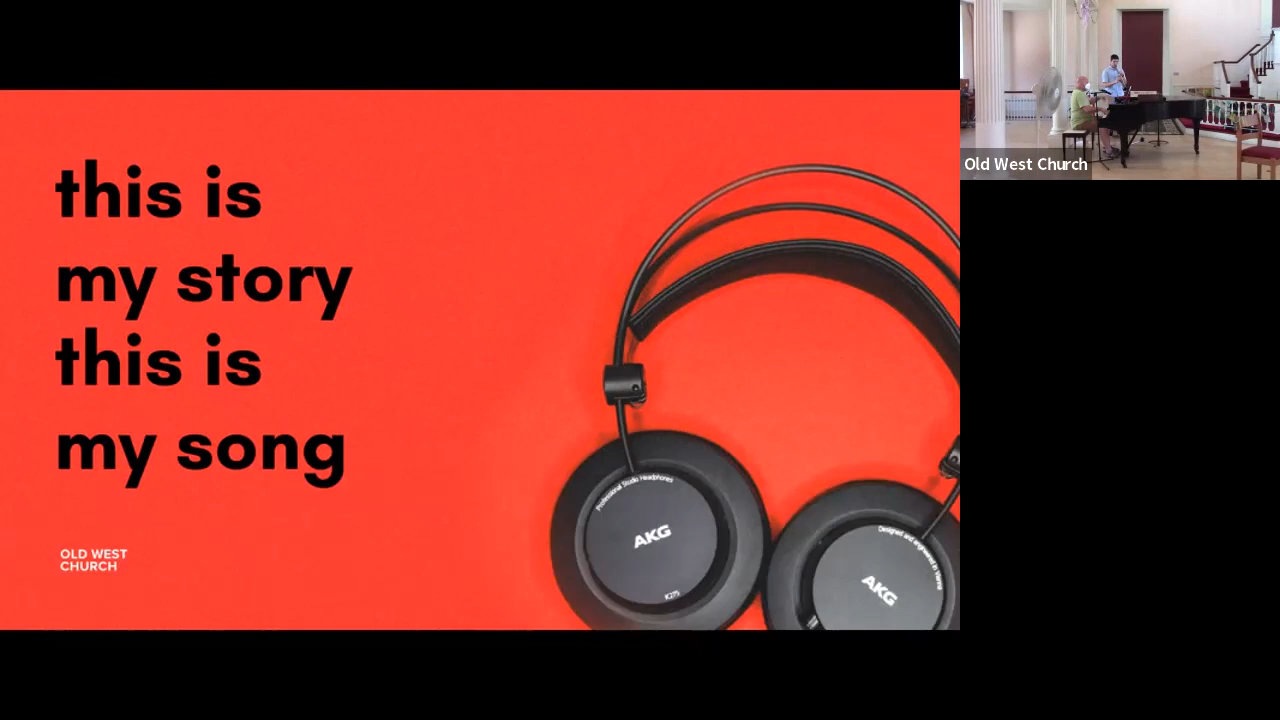 this is
my story
this is
my song
OLD WEST
CHURCH
Professional Studio Headphones
AKG
K275
Designed and engineered in Vienna
AKG
Old West Church